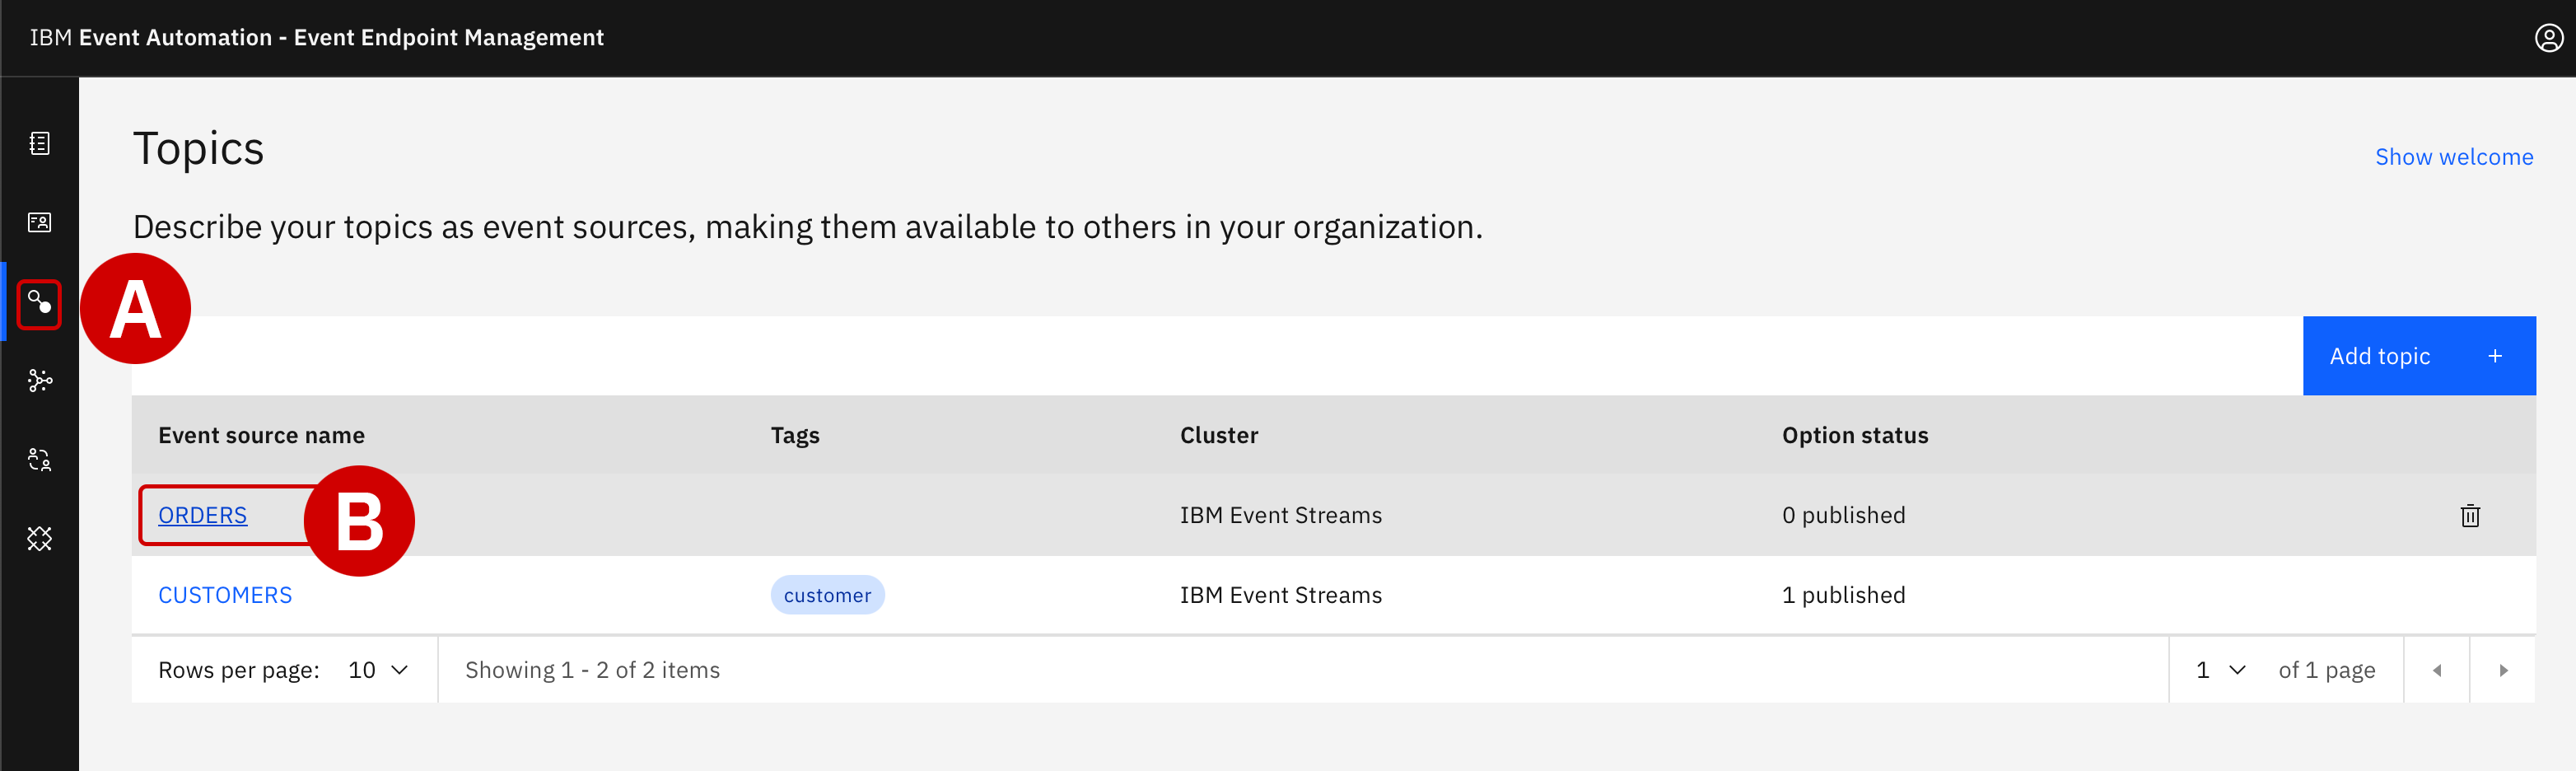 IBM Event Automation - Event Endpoint Management
Topics
Show welcome
Describe your topics as event sources, making them available to others in your organization.
A
Add topic +
Event source name Tags Cluster Option status
ORDERS B IBM Event Streams 0 published
CUSTOMERS customer IBM Event Streams 1 published
Rows per page: 10 Showing 1 - 2 of 2 items 1 of 1 page